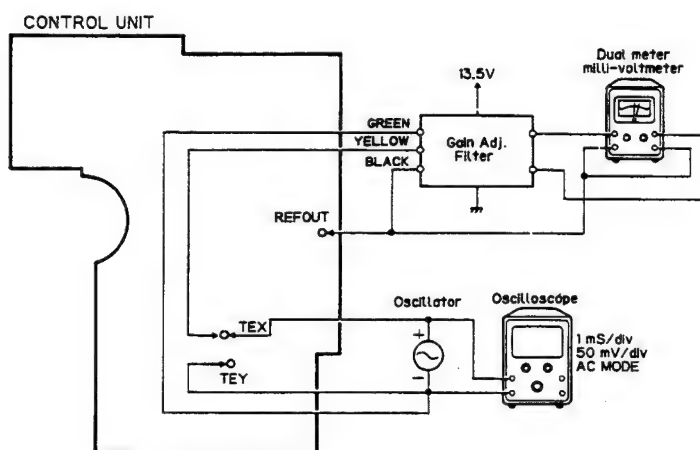 CONTROL UNIT
Dual meter
milli-voltmeter
13.5V
GREEN
YELLOW
BLACK
Gain Adj.
Filter
REFOUT
TEX
TEY
Oscillator
+
−
Oscilloscope
1 mS/div
50 mV/div
AC MODE